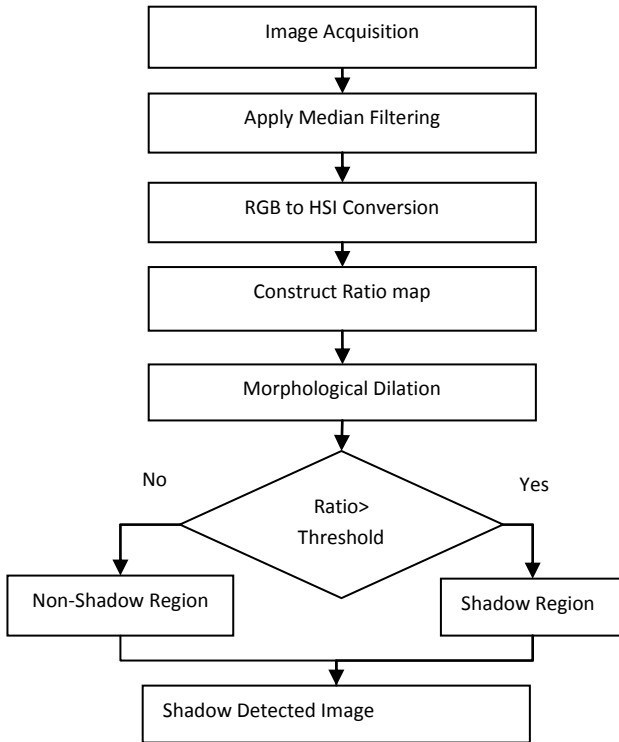 Image Acquisition
Apply Median Filtering
RGB to HSI Conversion
Construct Ratio map
Morphological Dilation
No
Yes
Ratio>
Threshold
Non-Shadow Region
Shadow Region
Shadow Detected Image